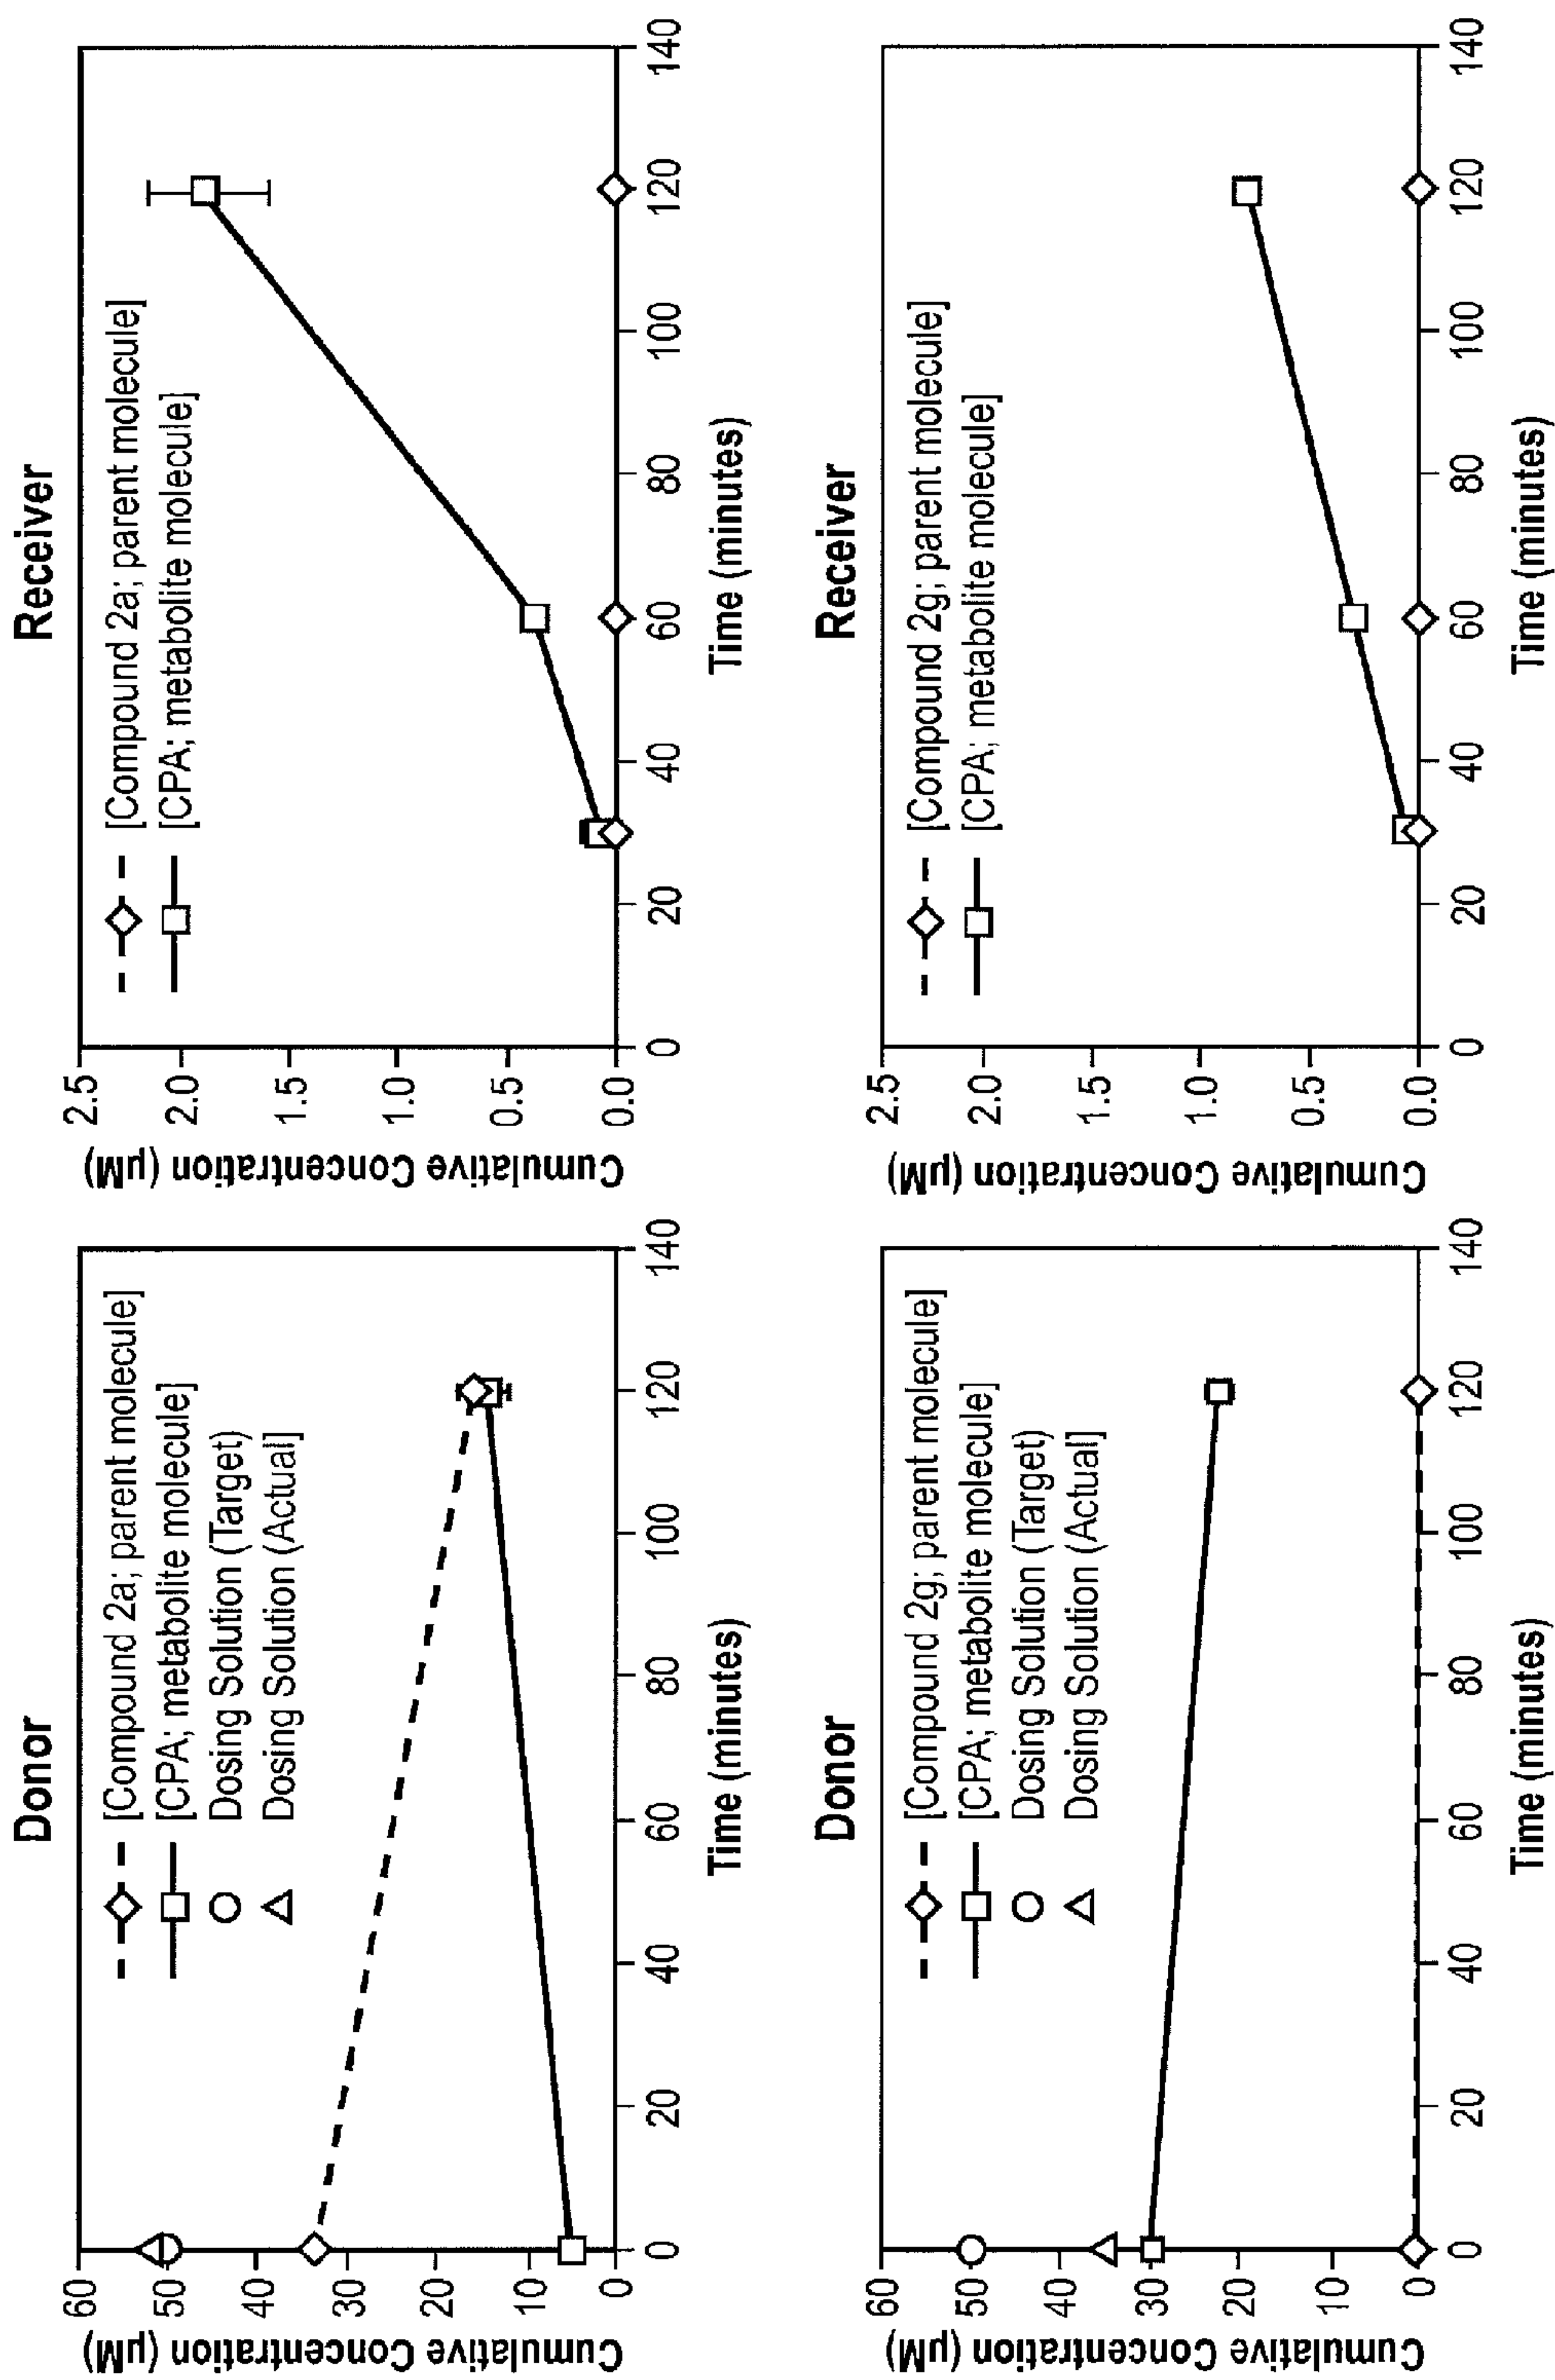 Donor
Cumulative Concentration (µM)
60
50
40
30
20
10
0
[Compound 2a; parent molecule]
[CPA; metabolite molecule]
Dosing Solution (Target)
Dosing Solution (Actual]
0
20
40
60
80
100
120
140
Time (minutes)
Receiver
Cumulative Concentration (µM)
2.5
2.0
1.5
1.0
0.5
0.0
[Compound 2a; parent molecule]
[CPA; metabolite molecule]
0
20
40
60
80
100
120
140
Time (minutes)
Donor
Cumulative Concentration (µM)
60
50
40
30
20
10
0
[Compound 2g; parent molecule]
[CPA; metabolite molecule]
Dosing Solution (Target)
Dosing Solution (Actual]
0
20
40
60
80
100
120
140
Time (minutes)
Receiver
Cumulative Concentration (µM)
2.5
2.0
1.5
1.0
0.5
0.0
[Compound 2g; parent molecule]
[CPA; metabolite molecule]
0
20
40
60
80
100
120
140
Time (minutes)